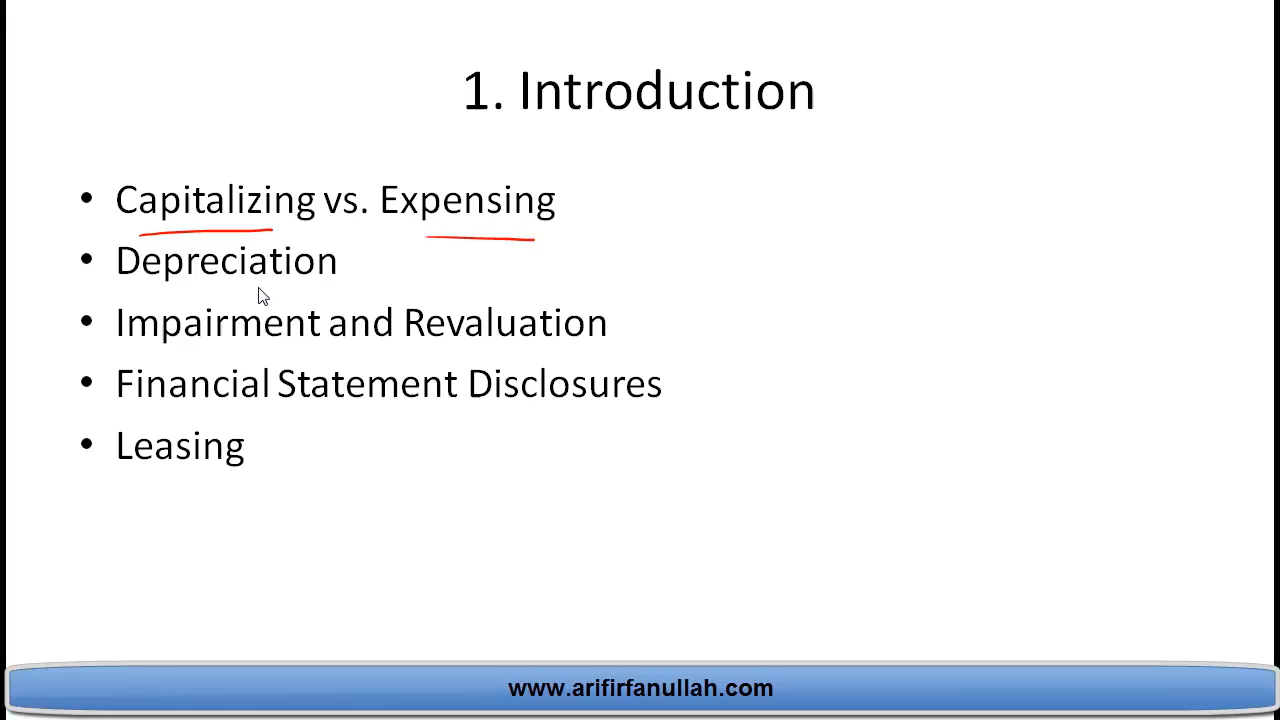 1. Introduction
• Capitalizing vs. Expensing
• Depreciation
• Impairment and Revaluation
• Financial Statement Disclosures
• Leasing
www.arifirfanullah.com